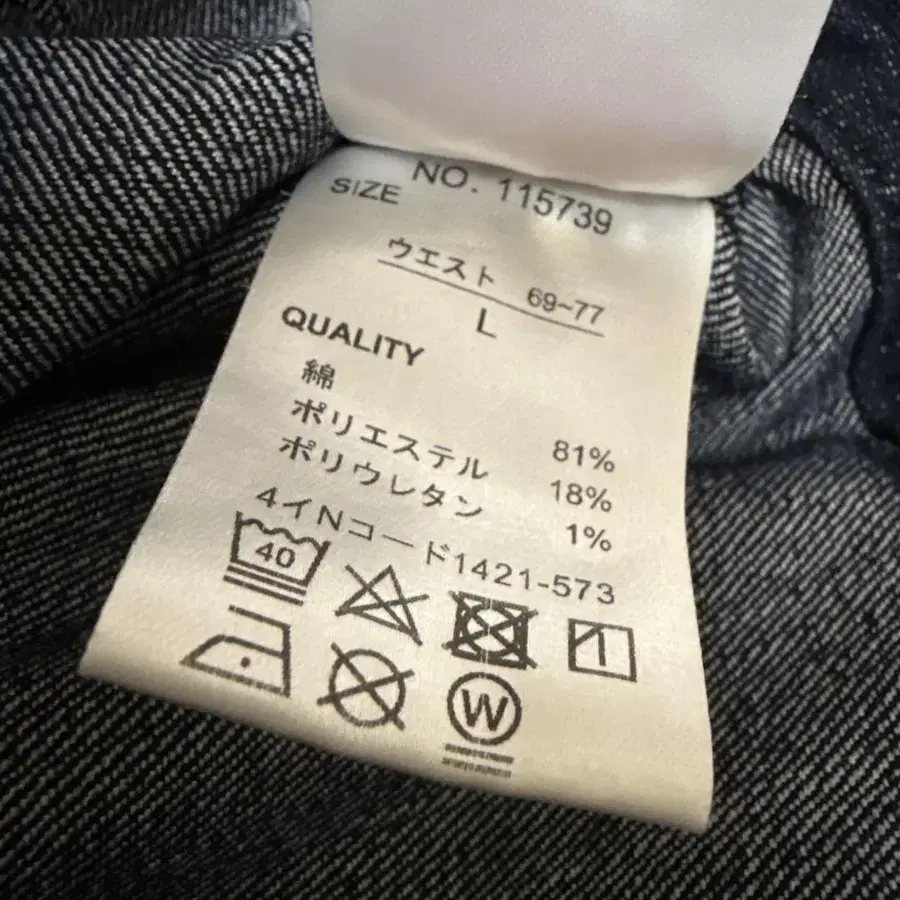 NO. 115739
SIZE
ウエスト 69~77
L
QUALITY
綿 81%
ポリエステル 18%
ポリウレタン 1%
4イNコード1421-573
40
W